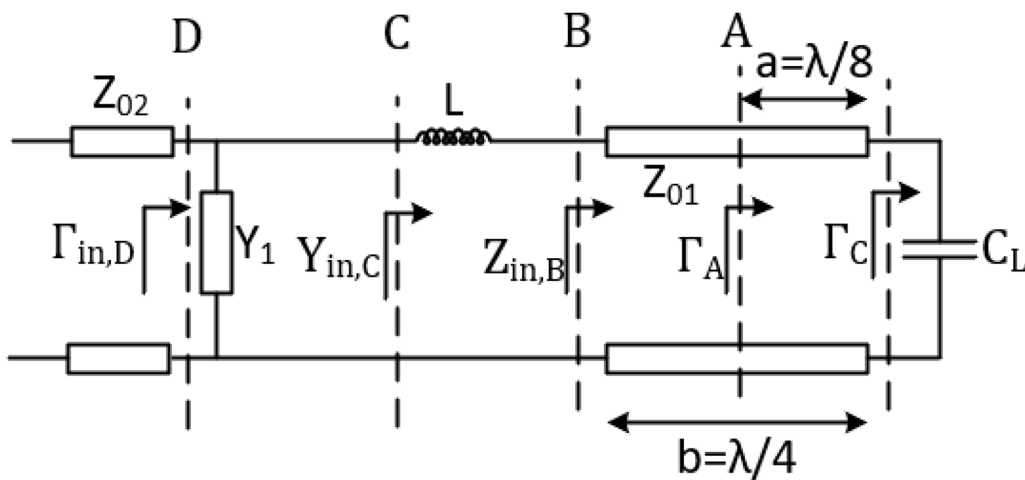 D
C
B
A
a=λ/8
Z₀₂
L
Z₀₁
Γin,D
Y₁
Yin,C
Zin,B
ΓA
ΓC
CL
b=λ/4